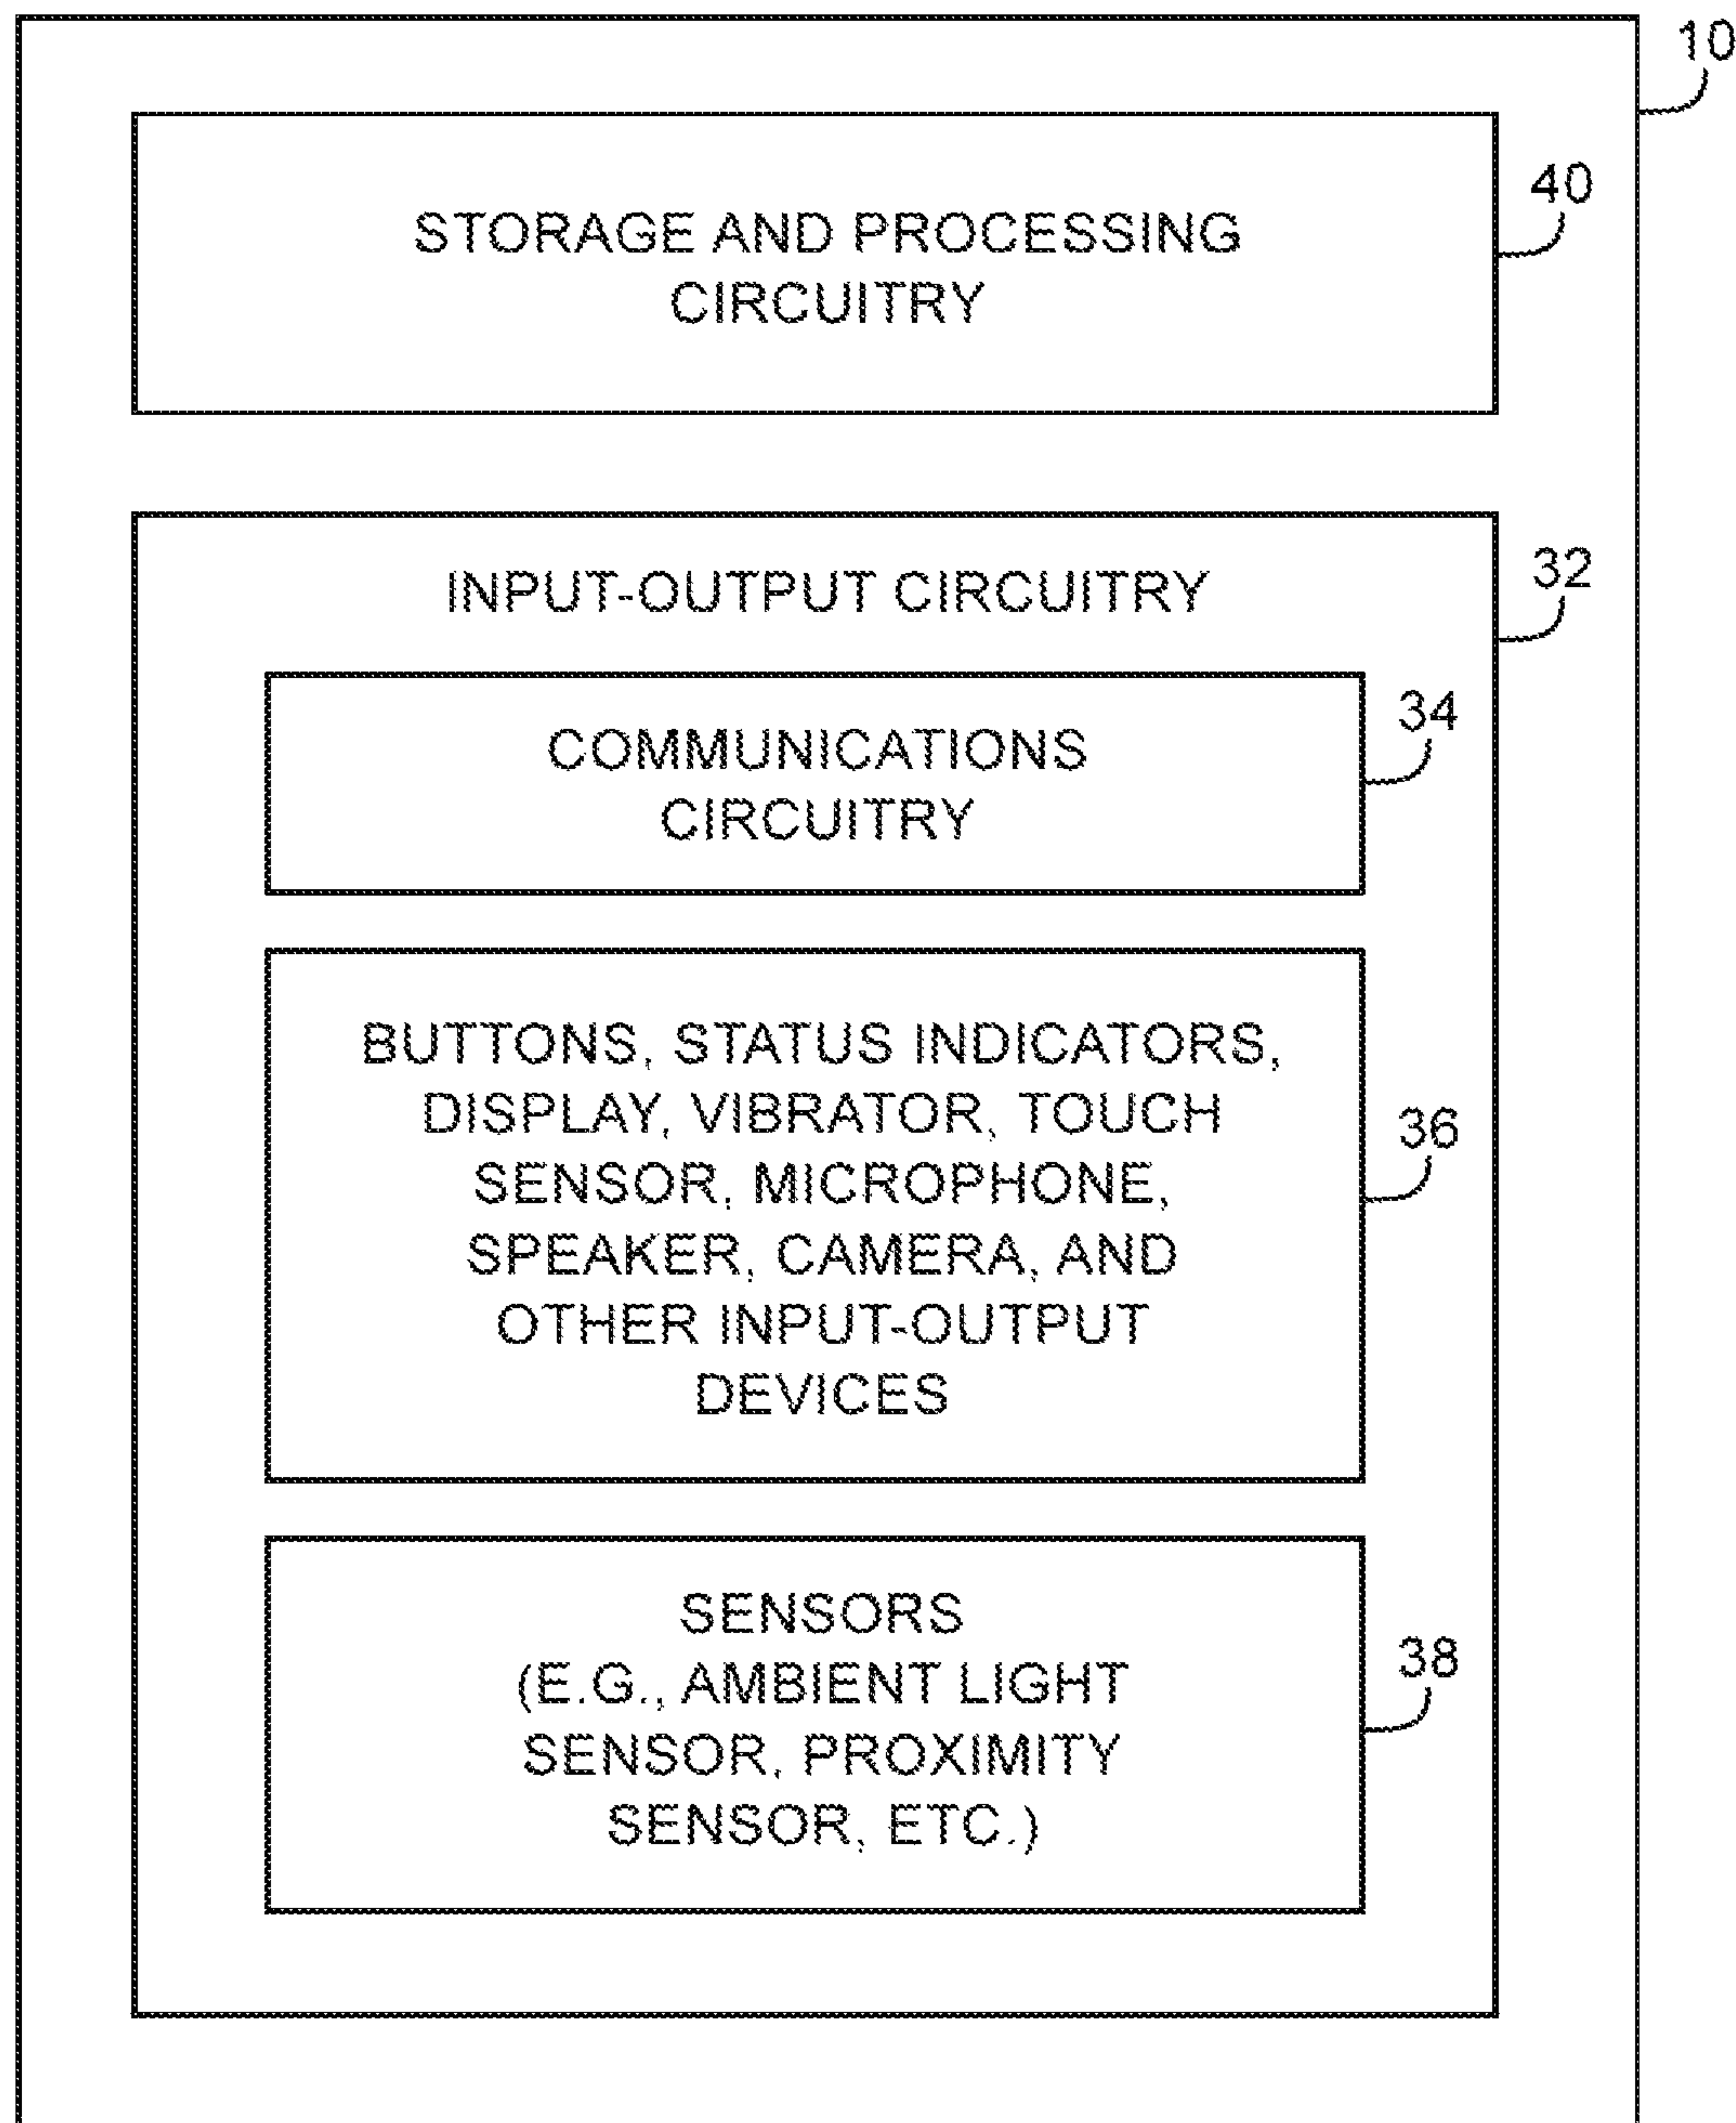 10
STORAGE AND PROCESSING
CIRCUITRY
40
INPUT-OUTPUT CIRCUITRY
32
COMMUNICATIONS
CIRCUITRY
34
BUTTONS, STATUS INDICATORS,
DISPLAY, VIBRATOR, TOUCH
SENSOR, MICROPHONE,
SPEAKER, CAMERA, AND
OTHER INPUT-OUTPUT
DEVICES
36
SENSORS
(E.G., AMBIENT LIGHT
SENSOR, PROXIMITY
SENSOR, ETC.)
38